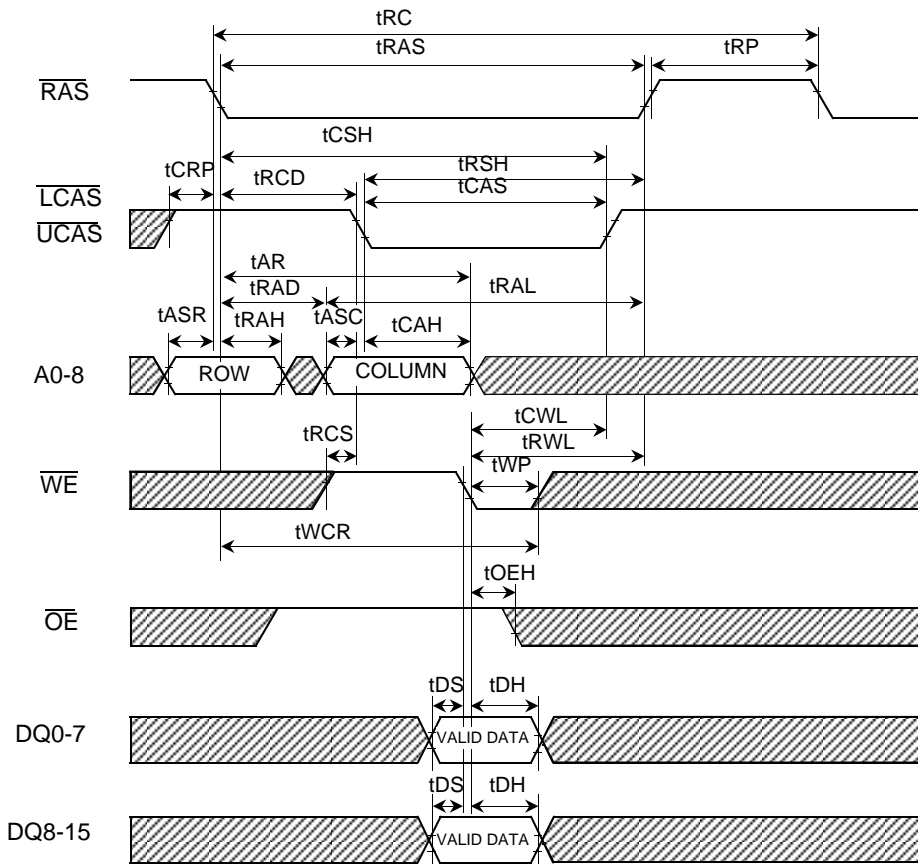 tRC
tRAS
tRP
RAS
tCSH
tCRP
tRSH
tRCD
tCAS
LCAS
UCAS
tAR
tRAD
tRAL
tASR
tRAH
tASC
tCAH
A0-8
ROW
COLUMN
tCWL
tRCS
tRWL
tWP
WE
tWCR
tOEH
OE
tDS
tDH
DQ0-7
VALID DATA
tDS
tDH
DQ8-15
VALID DATA